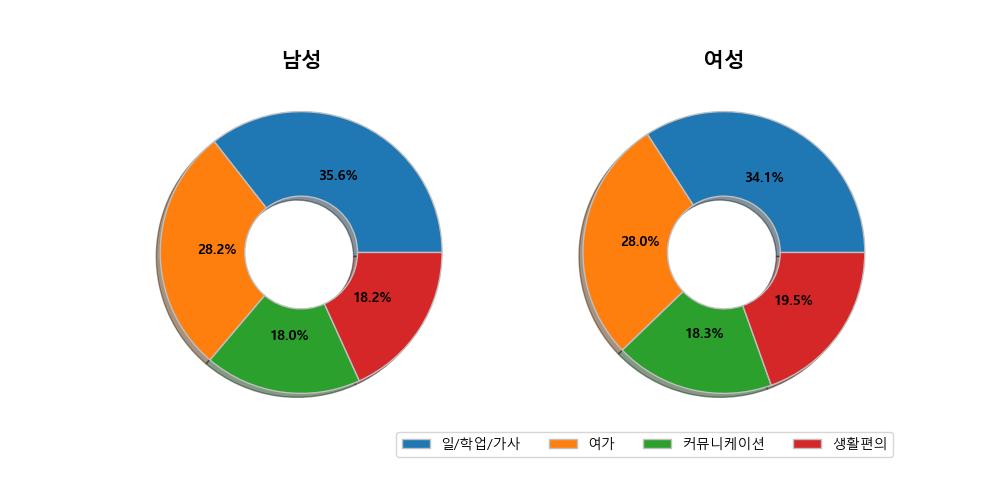 남성
여성
35.6%
28.2%
18.0%
18.2%
34.1%
28.0%
18.3%
19.5%
일/학업/가사
여가
커뮤니케이션
생활편의